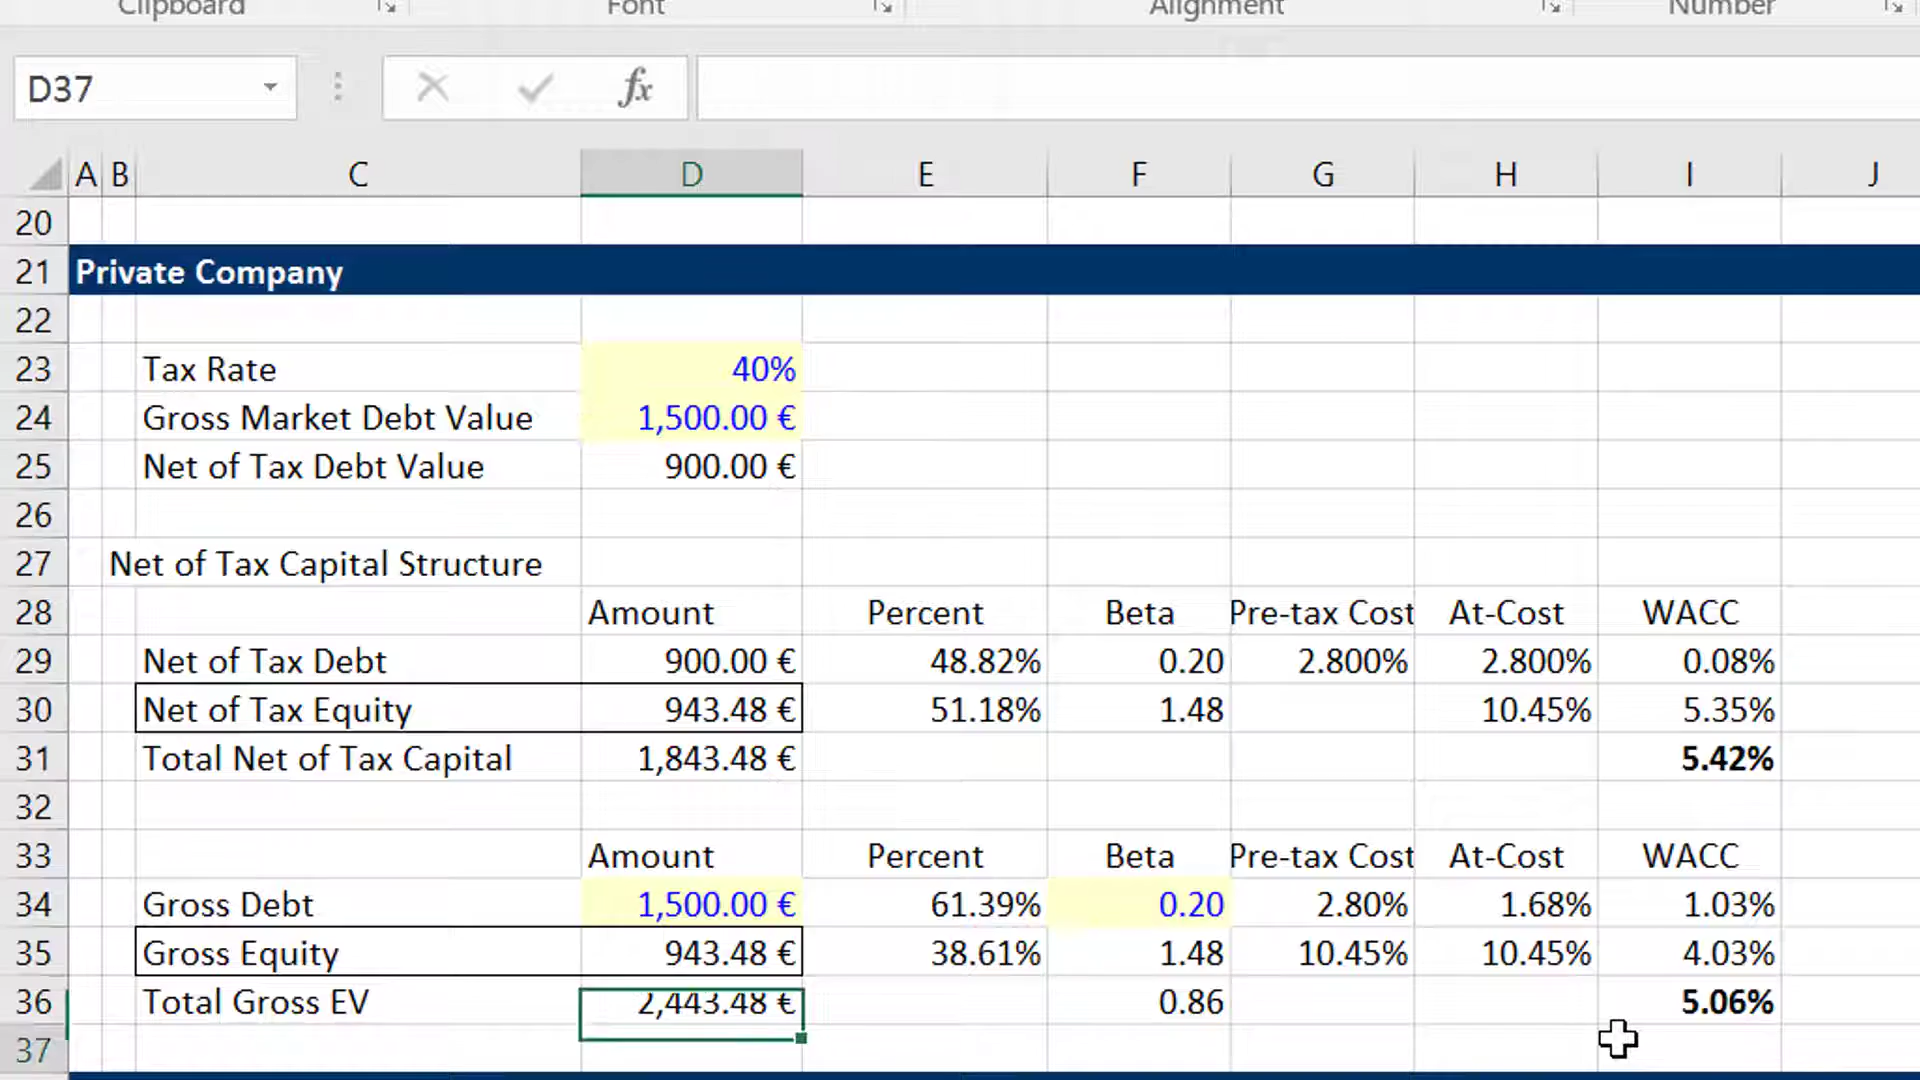 Clipboard Font Alignment Number
D37 fx
A B C D E F G H I J
20
21 Private Company
22
23 Tax Rate 40%
24 Gross Market Debt Value 1,500.00 €
25 Net of Tax Debt Value 900.00 €
26
27 Net of Tax Capital Structure
28 Amount Percent Beta Pre-tax Cost At-Cost WACC
29 Net of Tax Debt 900.00 € 48.82% 0.20 2.800% 2.800% 0.08%
30 Net of Tax Equity 943.48 € 51.18% 1.48 10.45% 5.35%
31 Total Net of Tax Capital 1,843.48 € 5.42%
32
33 Amount Percent Beta Pre-tax Cost At-Cost WACC
34 Gross Debt 1,500.00 € 61.39% 0.20 2.80% 1.68% 1.03%
35 Gross Equity 943.48 € 38.61% 1.48 10.45% 10.45% 4.03%
36 Total Gross EV 2,443.48 € 0.86 5.06%
37